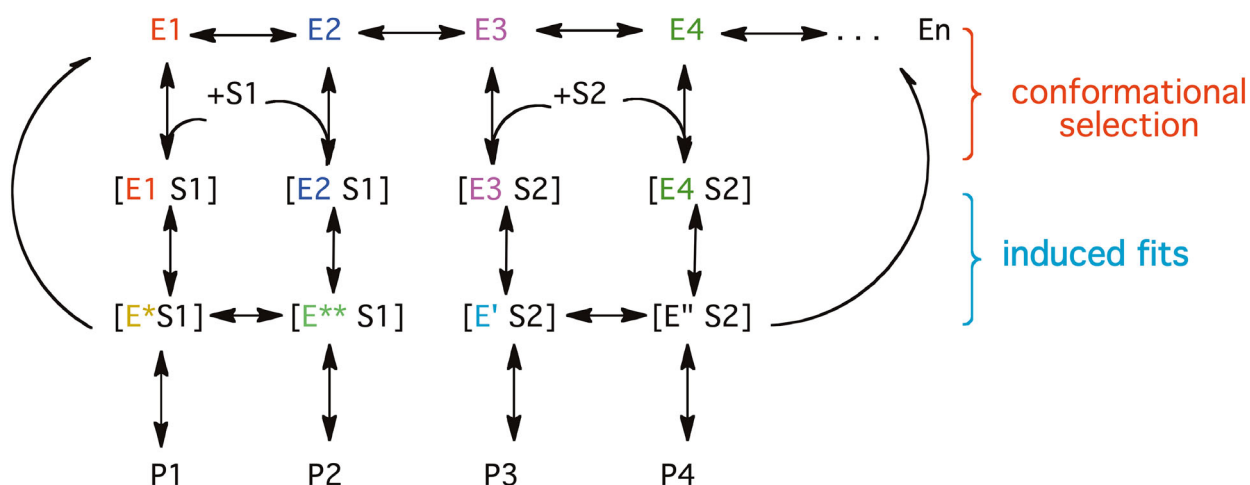 E1 E2 E3 E4 ... En
+S1 +S2
conformational
selection
[E1 S1] [E2 S1] [E3 S2] [E4 S2]
induced fits
[E*S1] [E** S1] [E' S2] [E" S2]
P1 P2 P3 P4